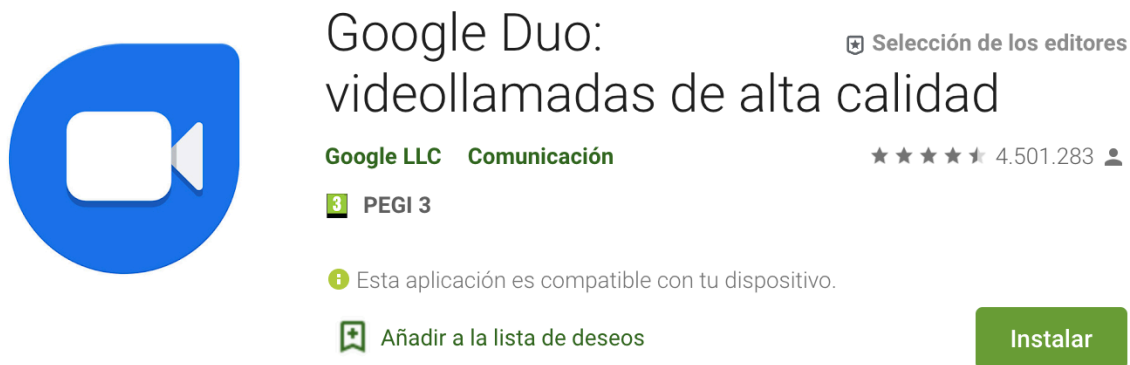 Google Duo:
videollamadas de alta calidad
Selección de los editores
Google LLC Comunicación
4.501.283
3 PEGI 3
Esta aplicación es compatible con tu dispositivo.
Añadir a la lista de deseos
Instalar